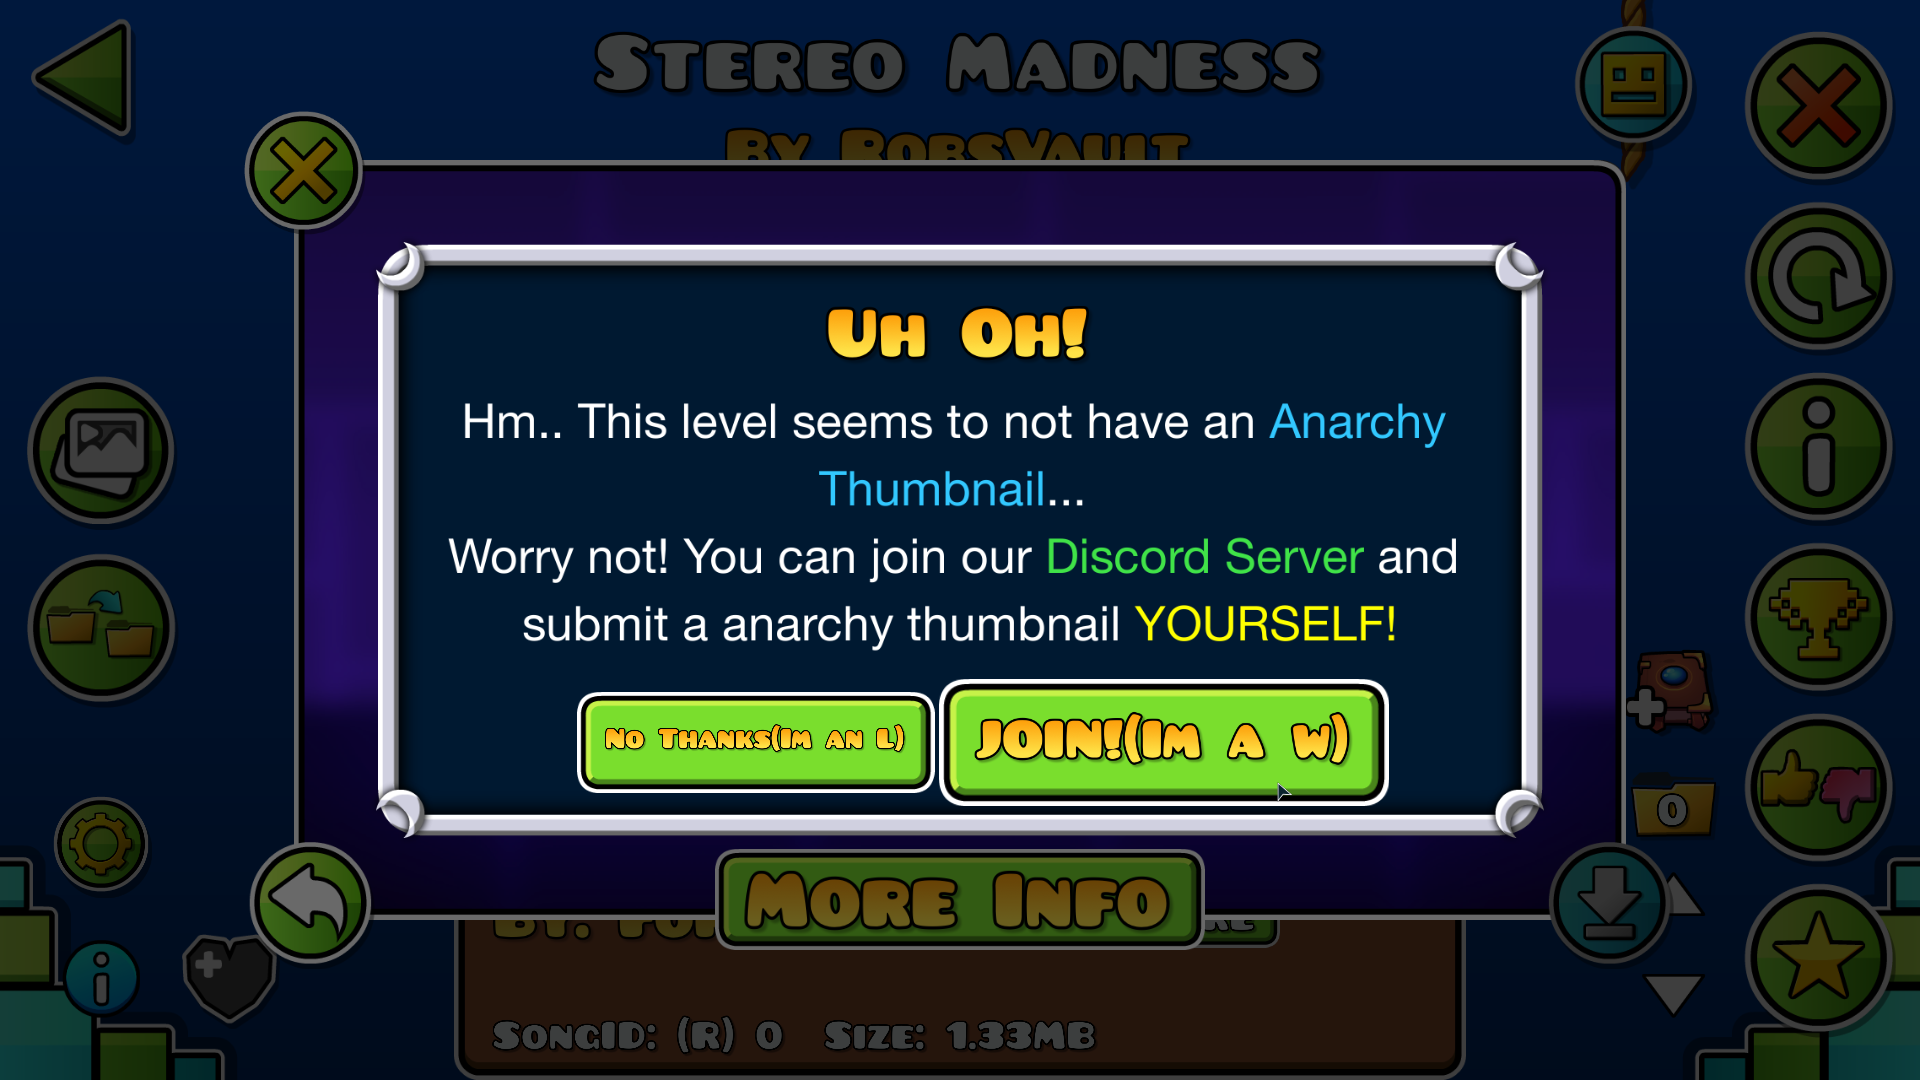 Stereo Madness
By RobsVault
Uh Oh!
Hm.. This level seems to not have an Anarchy
Thumbnail...
Worry not! You can join our Discord Server and
submit a anarchy thumbnail YOURSELF!
No Thanks(Im an L)
JOIN!(Im a W)
0
More Info
SongID: (R) 0 Size: 1.33MB